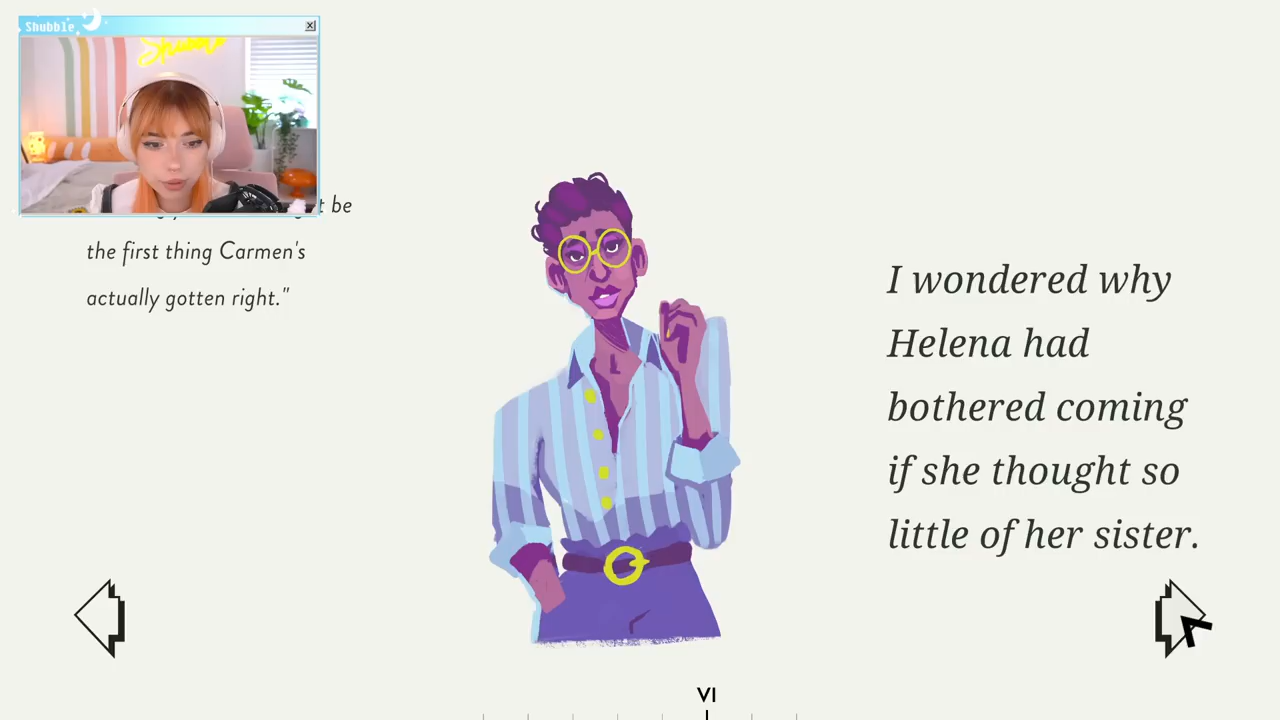 Shubble
Shubble
be
the first thing Carmen's
actually gotten right."
I wondered why
Helena had
bothered coming
if she thought so
little of her sister.
VI